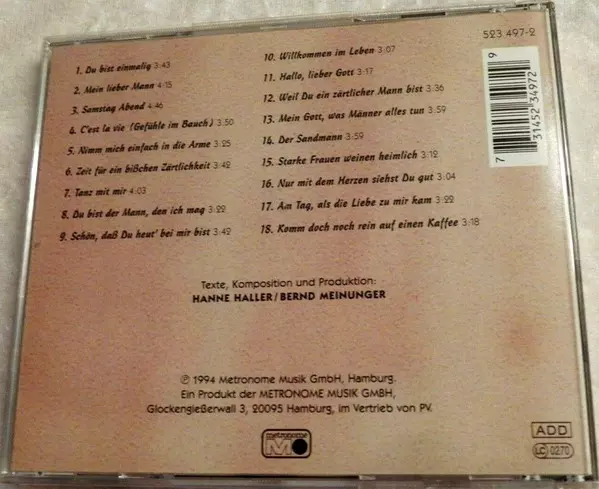 523 497-2
1. Du bist einmalig 3:43
2. Mein lieber Mann 4:15
3. Samstag Abend 4:46
4. C'est la vie (Gefühle im Bauch) 3:50
5. Nimm mich einfach in die Arme 3:25
6. Zeit für ein bißchen Zärtlichkeit 3:42
7. Tanz mit mir 4:03
8. Du bist der Mann, den ich mag 3:22
9. Schön, daß Du heut' bei mir bist 3:42
10. Willkommen im Leben 3:07
11. Hallo, lieber Gott 3:17
12. Weil Du ein zärtlicher Mann bist 3:36
13. Mein Gott, was Männer alles tun 3:59
14. Der Sandmann 3:59
15. Starke Frauen weinen heimlich 3:12
16. Nur mit dem Herzen siehst Du gut 3:04
17. Am Tag, als die Liebe zu mir kam 3:22
18. Komm doch noch rein auf einen Kaffee 3:18
7 31452 34972 9
Texte, Komposition und Produktion:
HANNE HALLER/BERND MEINUNGER
℗ 1994 Metronome Musik GmbH, Hamburg.
Ein Produkt der METRONOME MUSIK GMBH,
Glockengießerwall 3, 20095 Hamburg, im Vertrieb von PV.
metronome
ADD
LC 0270